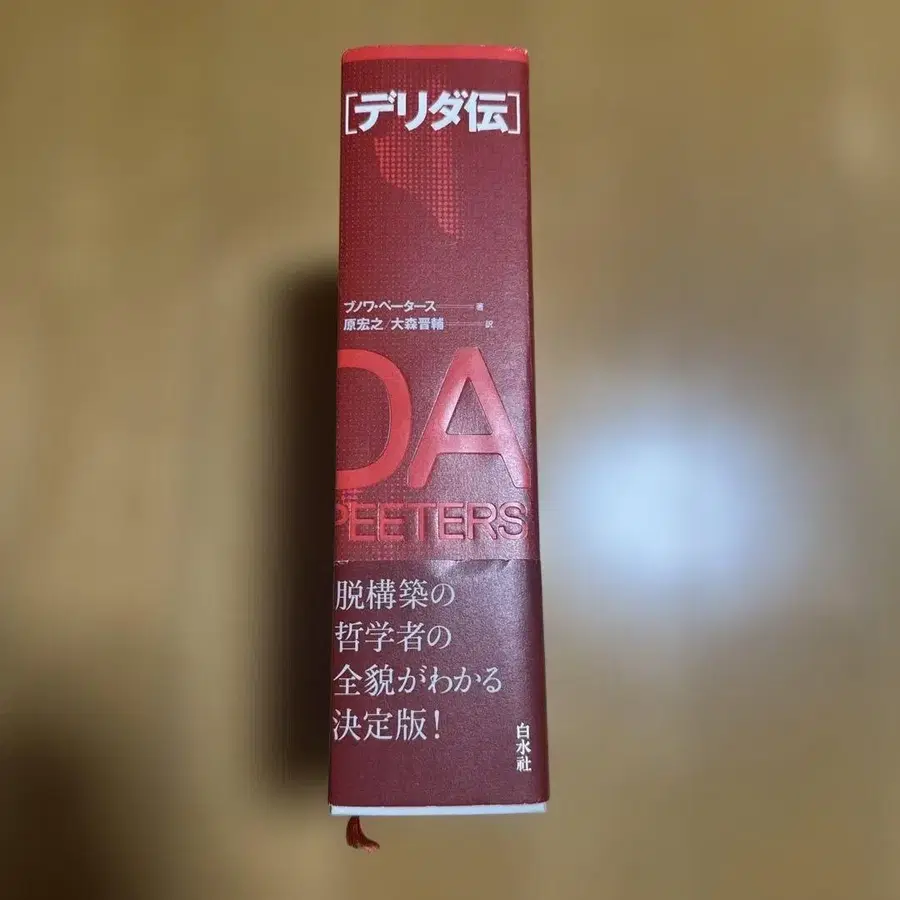 [デリダ伝]
ブノワ・ペータース 著
原宏之/大森晋輔 訳
DA
PEETERS
脱構築の
哲学者の
全貌がわかる
決定版!
白水社